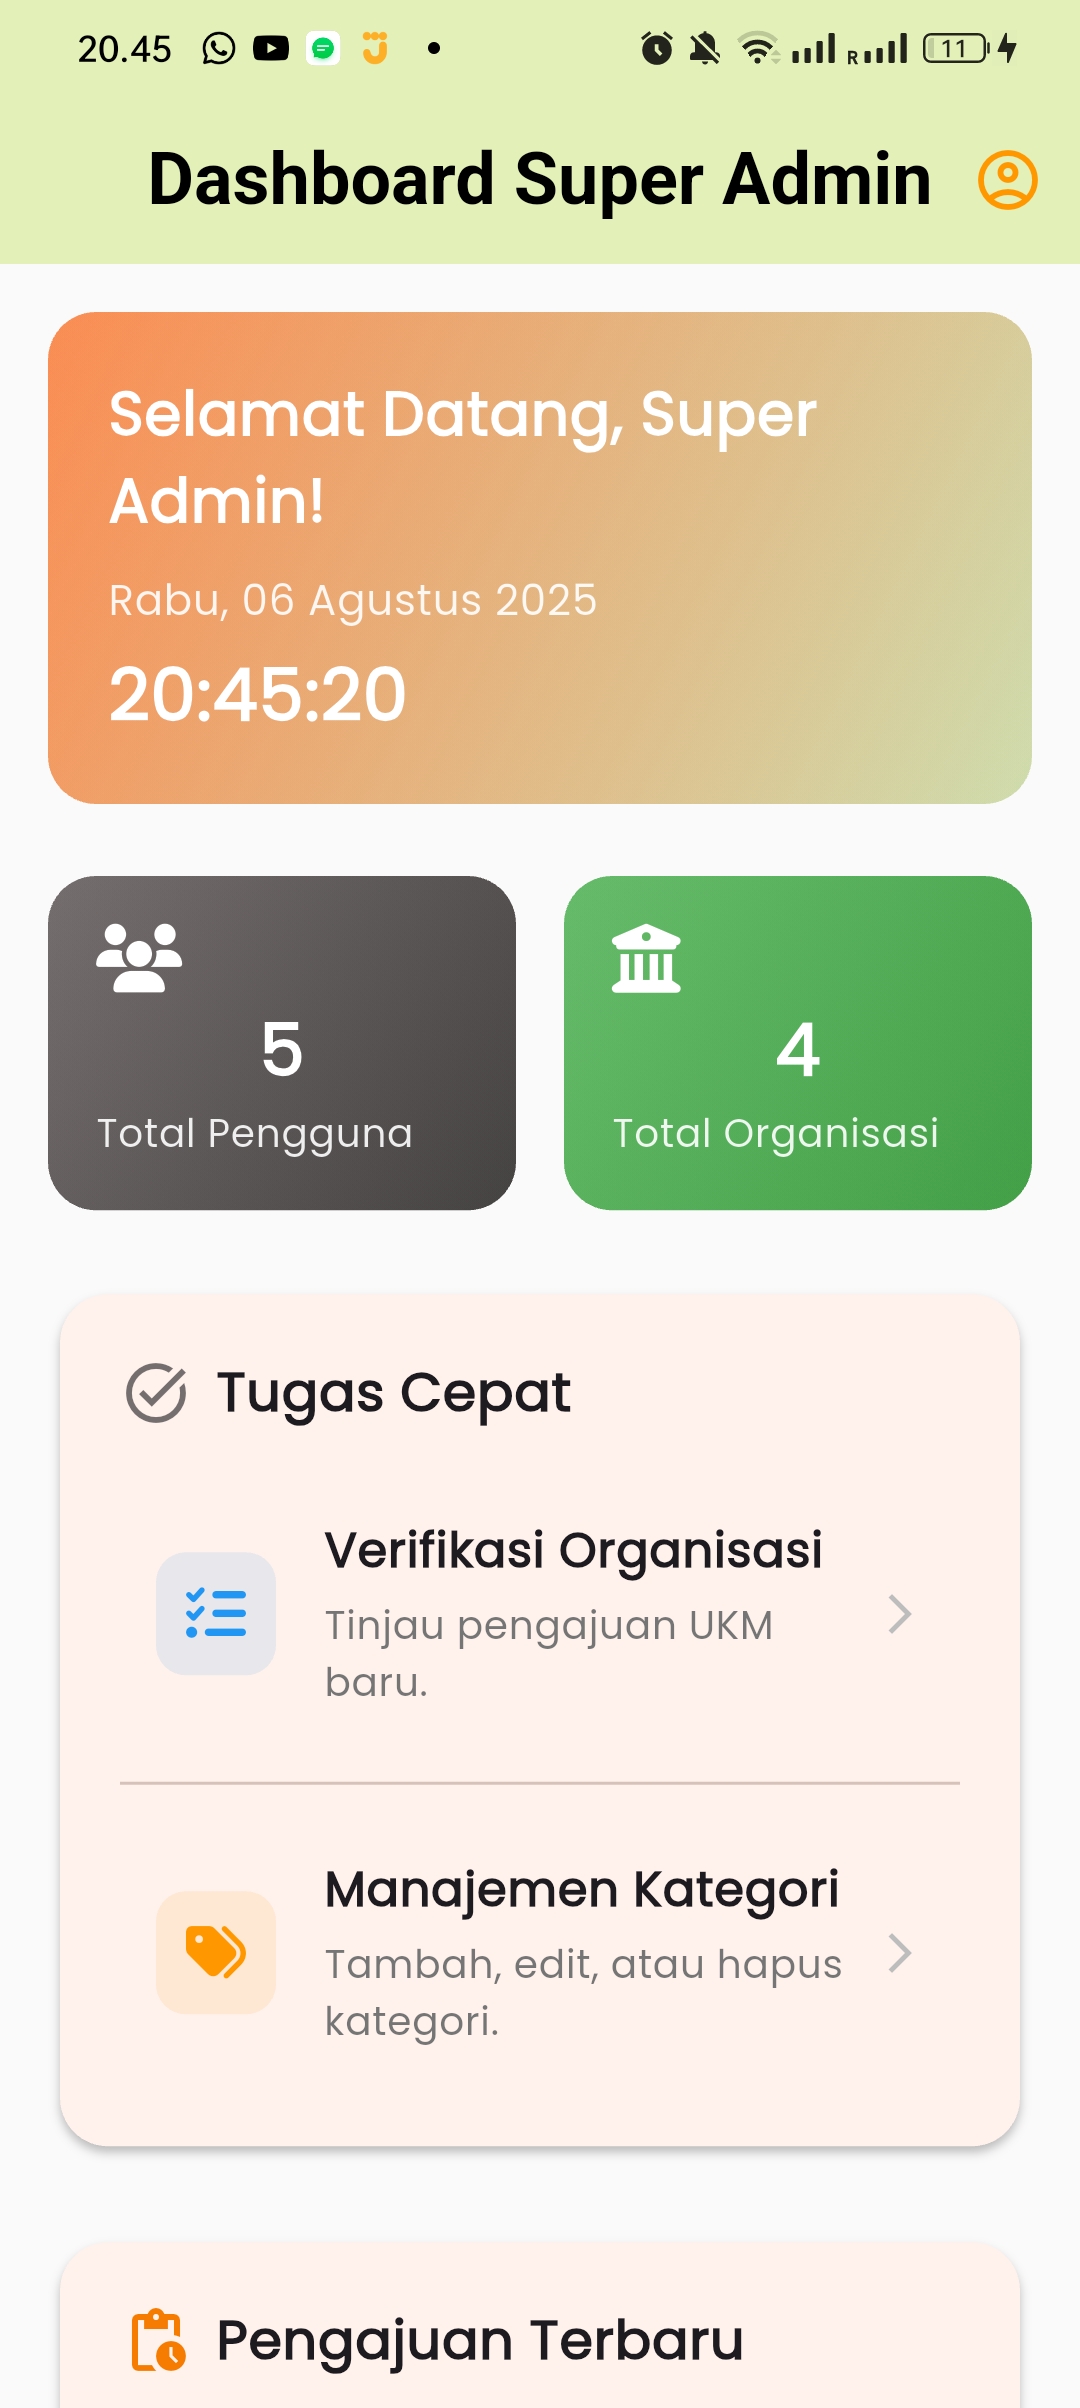 20.45
R
11
Dashboard Super Admin
Selamat Datang, Super
Admin!
Rabu, 06 Agustus 2025
20:45:20
5
Total Pengguna
4
Total Organisasi
Tugas Cepat
Verifikasi Organisasi
Tinjau pengajuan UKM
baru.
Manajemen Kategori
Tambah, edit, atau hapus
kategori.
Pengajuan Terbaru